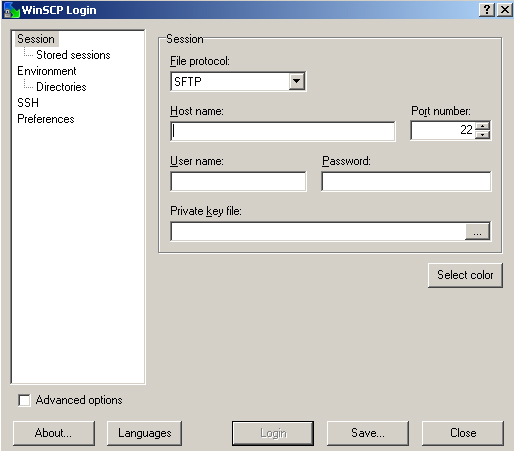 WinSCP Login
Session
Stored sessions
Environment
Directories
SSH
Preferences
Session
File protocol:
SFTP
Host name:
Port number:
22
User name:
Password:
Private key file:
...
Select color
Advanced options
About...
Languages
Login
Save...
Close